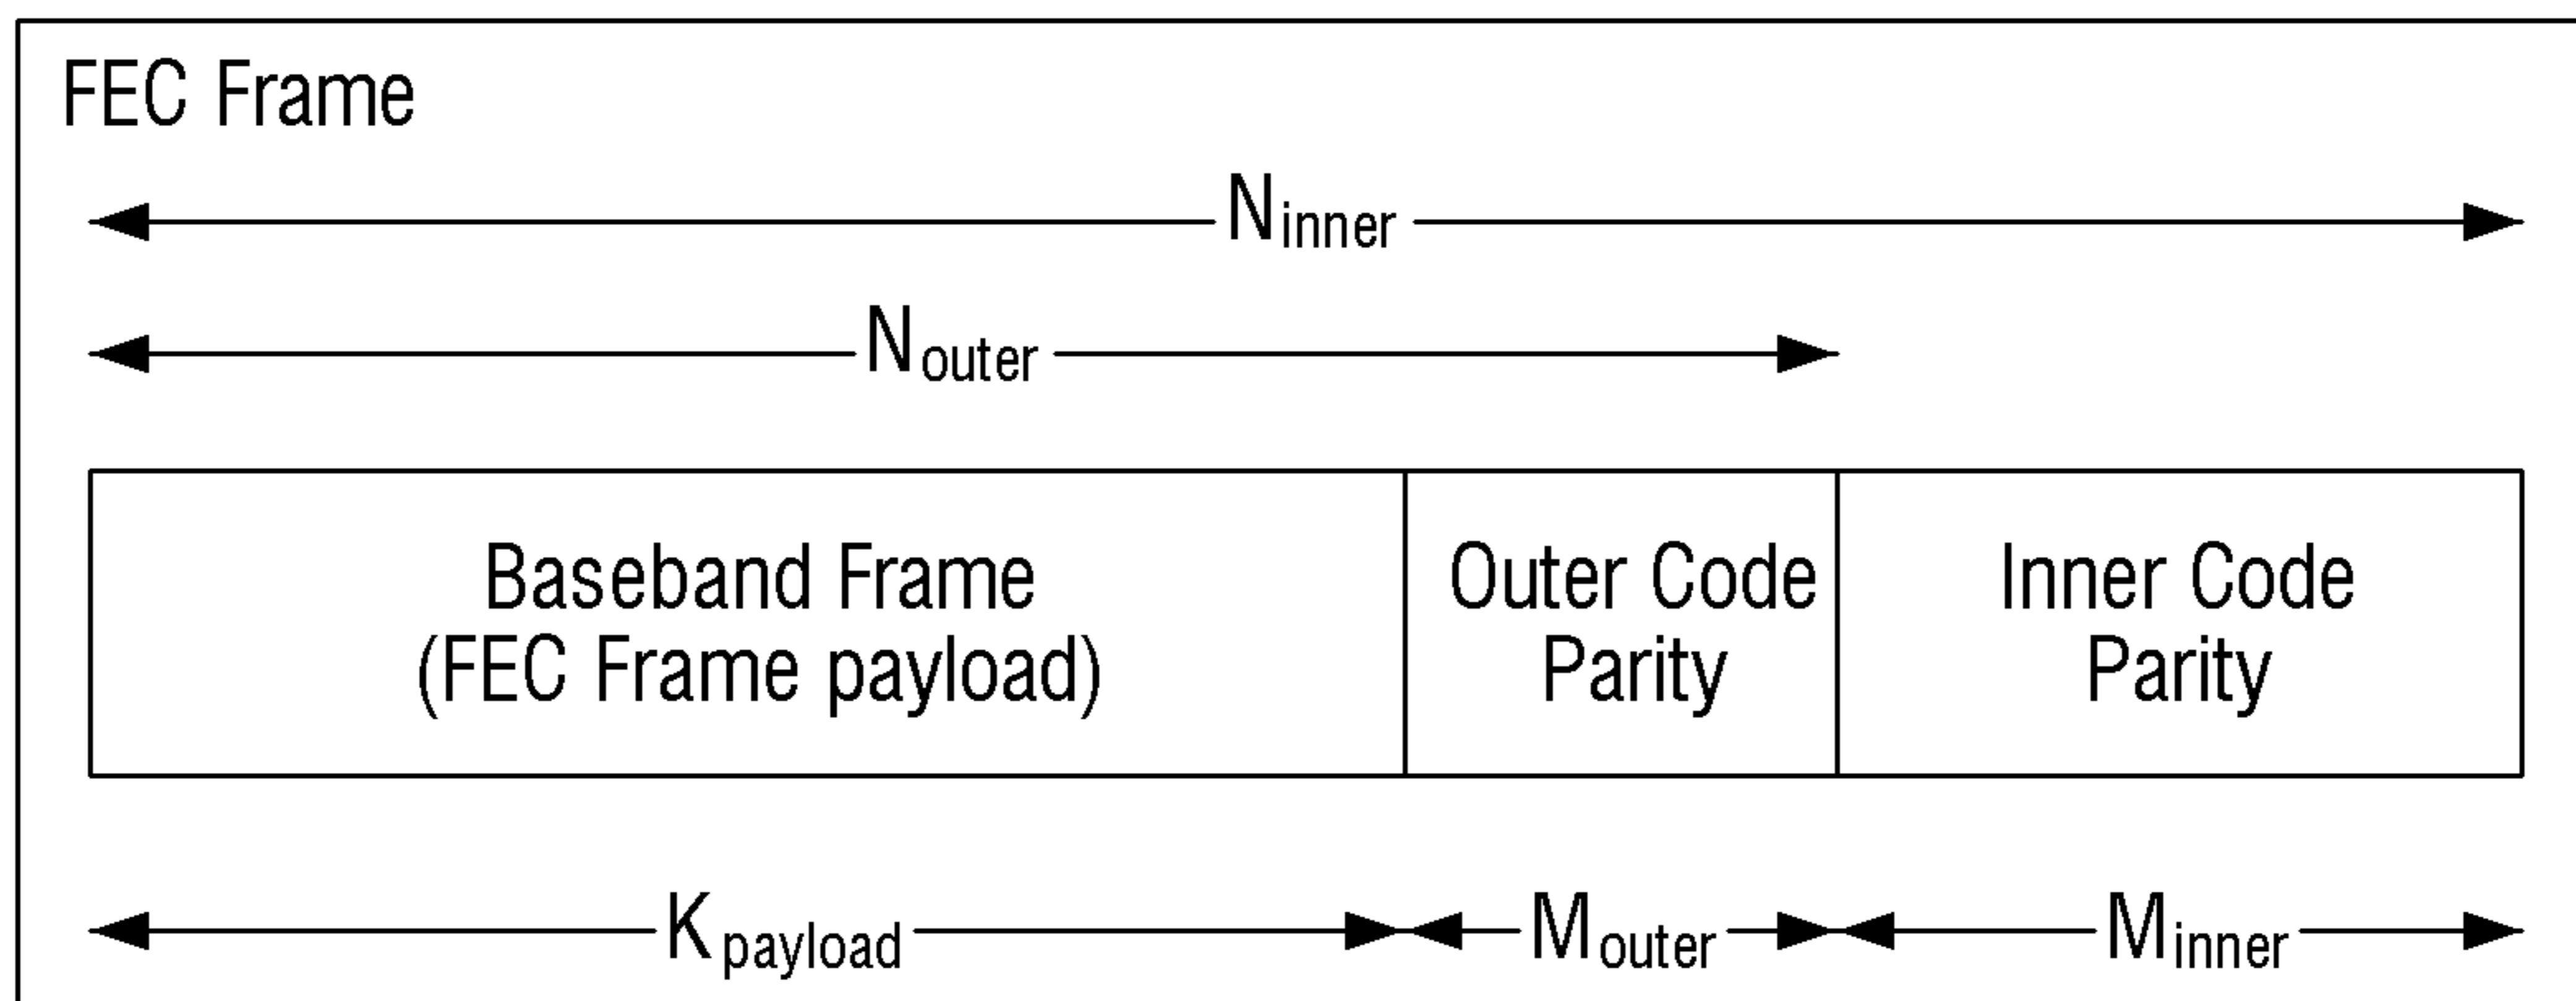 FEC Frame
Ninner
Nouter
Baseband Frame
(FEC Frame payload)
Outer Code
Parity
Inner Code
Parity
Kpayload
Mouter
Minner